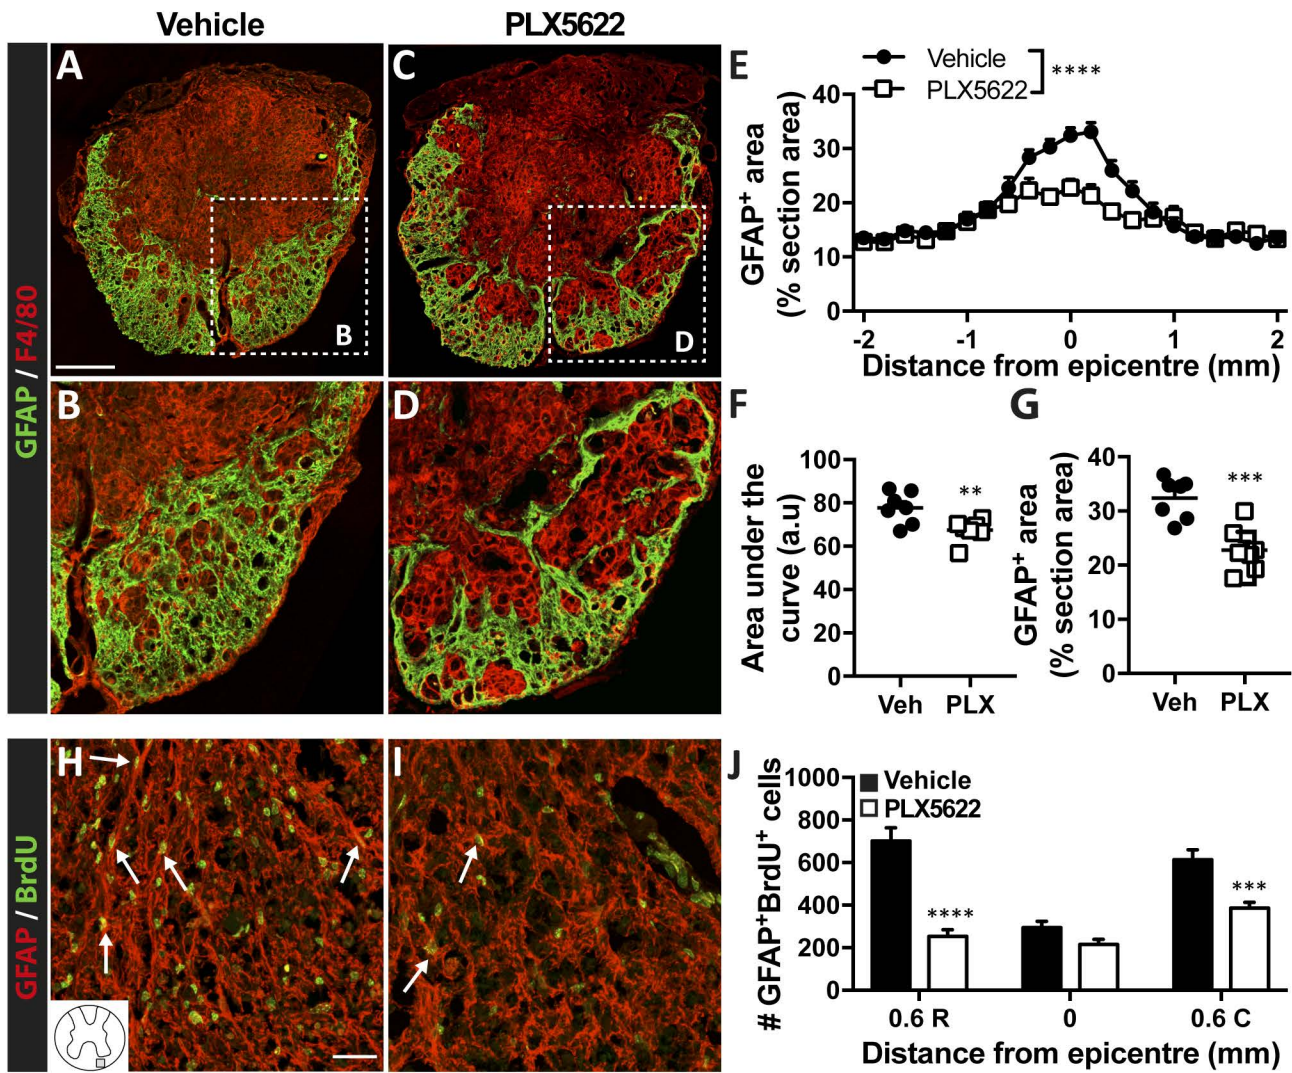 Vehicle
PLX5622
GFAP / F4/80
A
B
C
D
B
D
E
Vehicle
PLX5622
****
GFAP+ area
(% section area)
40
30
20
10
0
-2
-1
0
1
2
Distance from epicentre (mm)
F
Area under the
curve (a.u)
100
80
60
40
20
0
**
Veh
PLX
G
GFAP+ area
(% section area)
40
30
20
10
0
***
Veh
PLX
GFAP / BrdU
H
I
J
# GFAP+BrdU+ cells
1000
800
600
400
200
0
Vehicle
PLX5622
****
***
0.6 R
0
0.6 C
Distance from epicentre (mm)